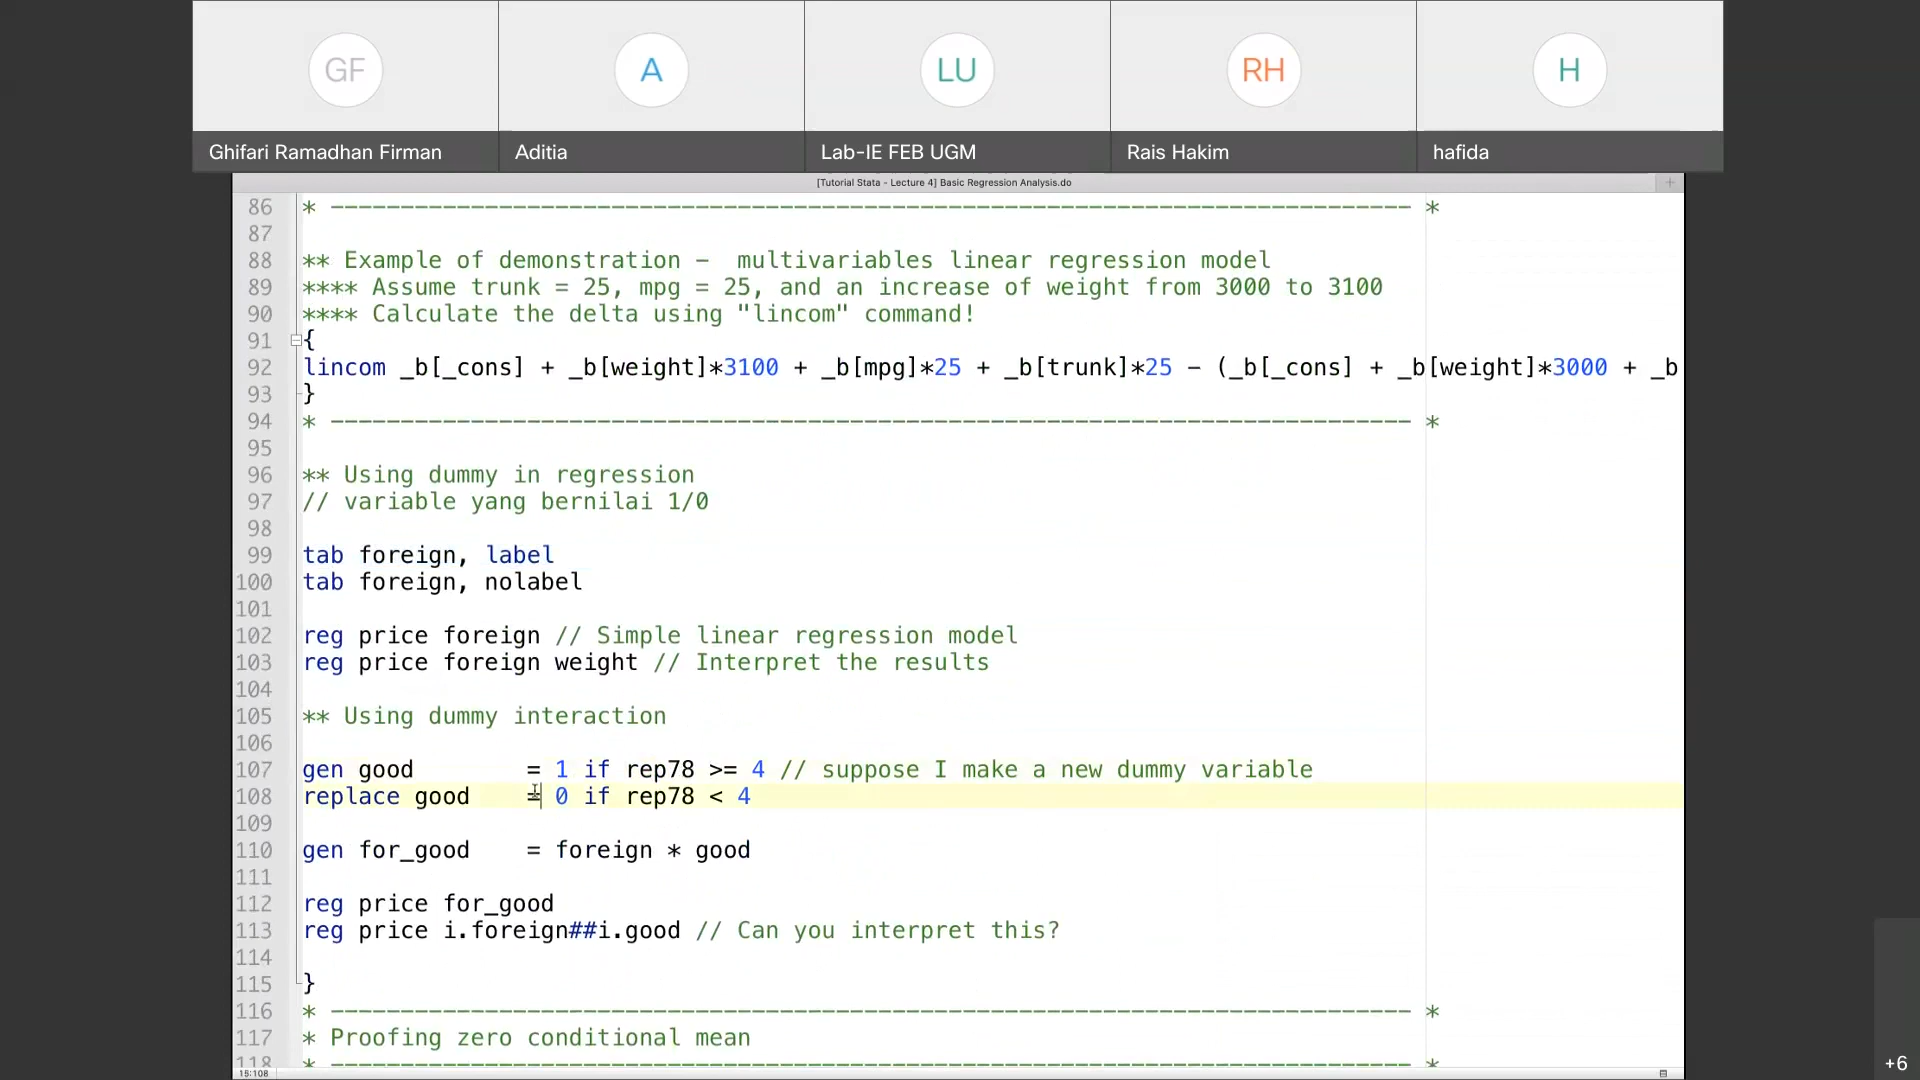 GF
A
LU
RH
H
Ghifari Ramadhan Firman
Aditia
Lab-IE FEB UGM
Rais Hakim
hafida
[Tutorial Stata - Lecture 4] Basic Regression Analysis.do
+
86 * ------------------------------------------------------------------------------ *
87
88 ** Example of demonstration -  multivariables linear regression model
89 **** Assume trunk = 25, mpg = 25, and an increase of weight from 3000 to 3100
90 **** Calculate the delta using "lincom" command!
91 {
92 lincom _b[_cons] + _b[weight]*3100 + _b[mpg]*25 + _b[trunk]*25 - (_b[_cons] + _b[weight]*3000 + _b
93 }
94 * ------------------------------------------------------------------------------ *
95
96 ** Using dummy in regression
97 // variable yang bernilai 1/0
98
99 tab foreign, label
100 tab foreign, nolabel
101
102 reg price foreign // Simple linear regression model
103 reg price foreign weight // Interpret the results
104
105 ** Using dummy interaction
106
107 gen good        = 1 if rep78 >= 4 // suppose I make a new dummy variable
108 replace good    = 0 if rep78 < 4
109
110 gen for_good    = foreign * good
111
112 reg price for_good
113 reg price i.foreign##i.good // Can you interpret this?
114
115 }
116 * ------------------------------------------------------------------------------ *
117 * Proofing zero conditional mean
118 * ------------------------------------------------------------------------------ *
15:108
+6